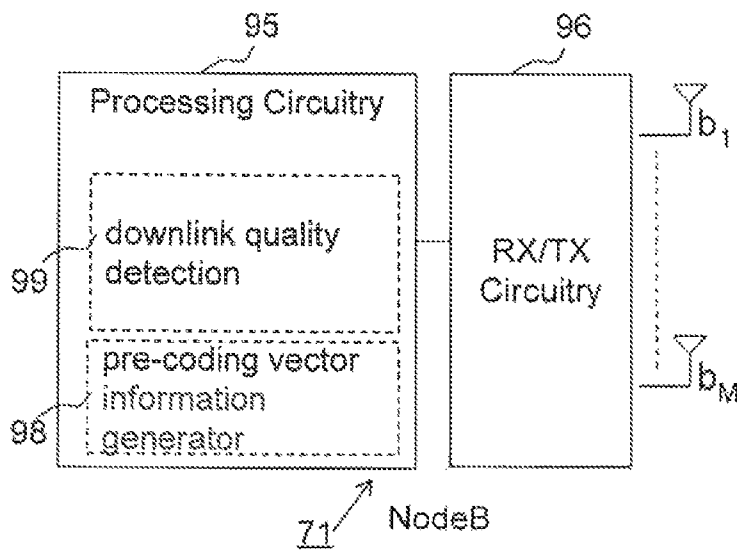 95
96
Processing Circuitry
b1
downlink quality
detection
99
RX/TX
Circuitry
pre-coding vector
information
generator
98
bM
71
NodeB